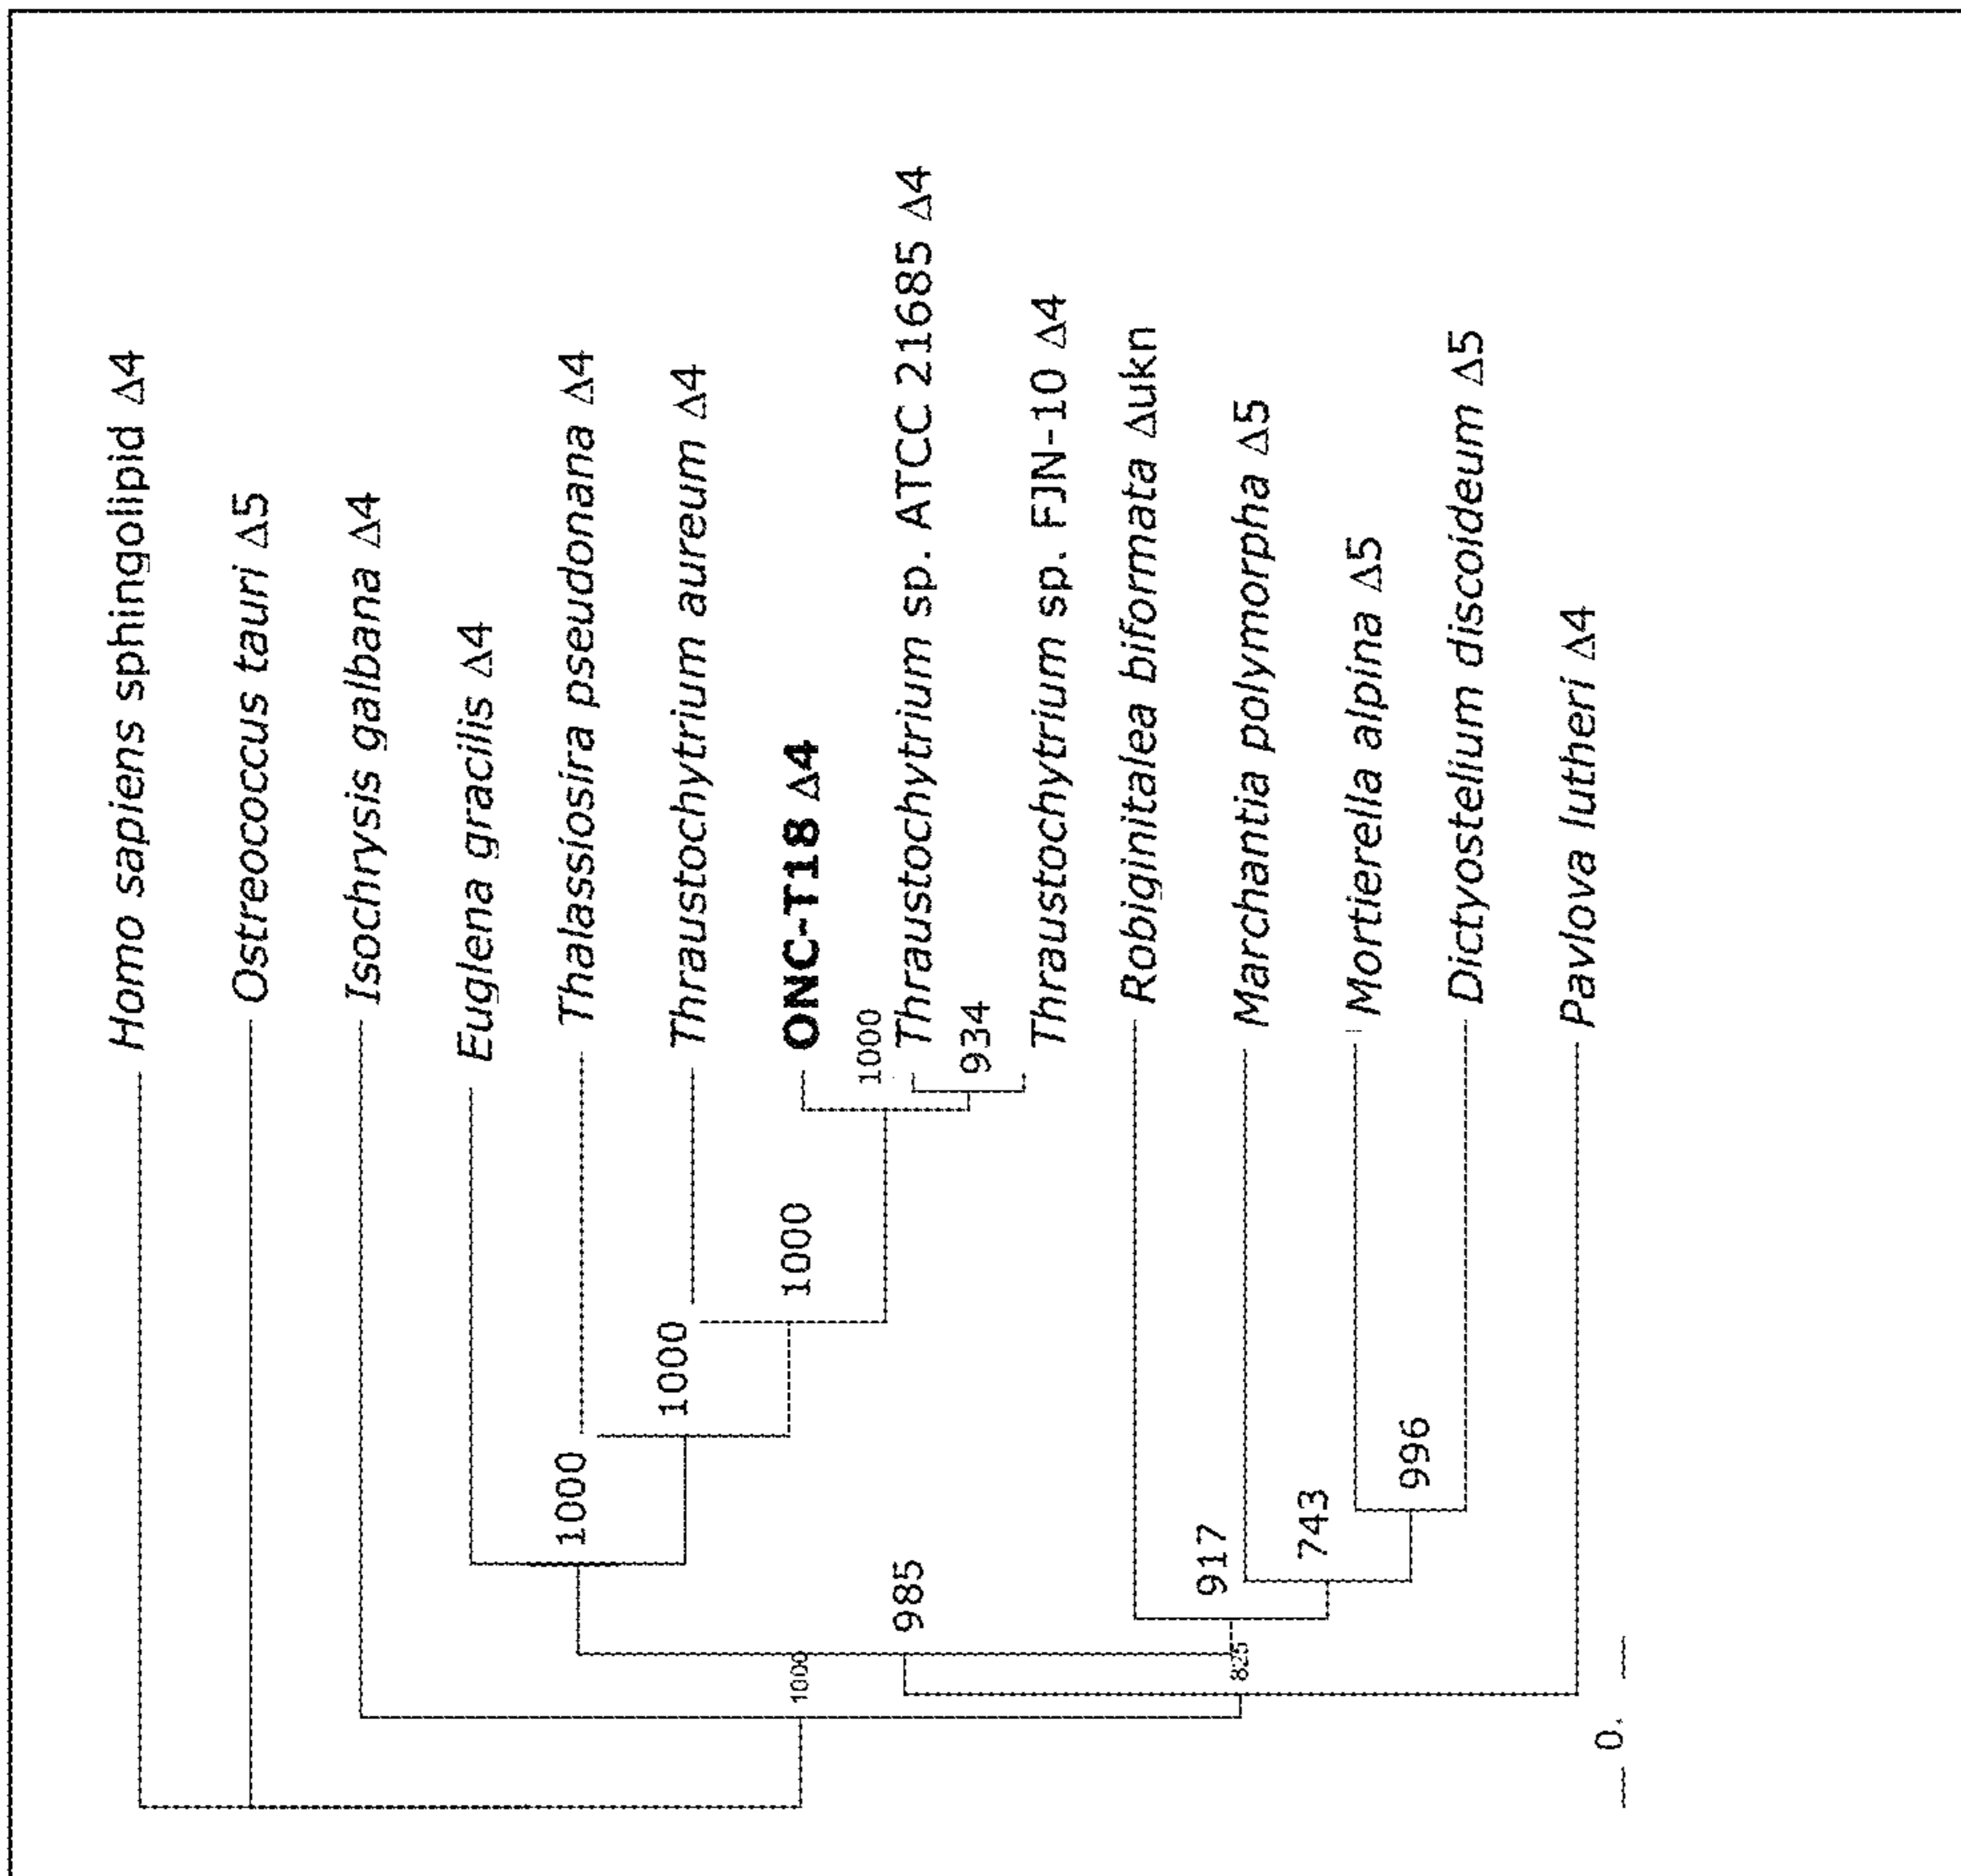 Homo sapiens sphingolipid Δ4
Ostreococcus tauri Δ5
Isochrysis galbana Δ4
Euglena gracilis Δ4
Thalassiosira pseudonana Δ4
Thraustochytrium aureum Δ4
ONC-T18 Δ4
Thraustochytrium sp. ATCC 21685 Δ4
Thraustochytrium sp. FJN-10 Δ4
Robiginitalea biformata Δukn
Marchantia polymorpha Δ5
Mortierella alpina Δ5
Dictyostelium discoideum Δ5
Pavlova lutheri Δ4
1000
1000
1000
1000
934
985
1000
917
825
743
996
0.